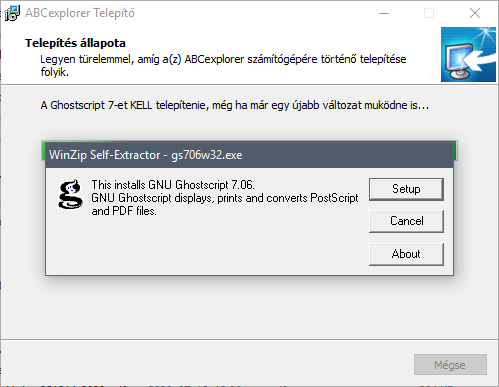 ABCexplorer Telepítő
Telepítés állapota
Legyen türelemmel, amíg a(z) ABCexplorer számítógépére történő telepítése
folyik.
A Ghostscript 7-et KELL telepítenie, még ha már egy újabb változat muködne is...
WinZip Self-Extractor - gs706w32.exe
This installs GNU Ghostscript 7.06.
GNU Ghostscript displays, prints and converts PostScript
and PDF files.
Setup
Cancel
About
Mégse